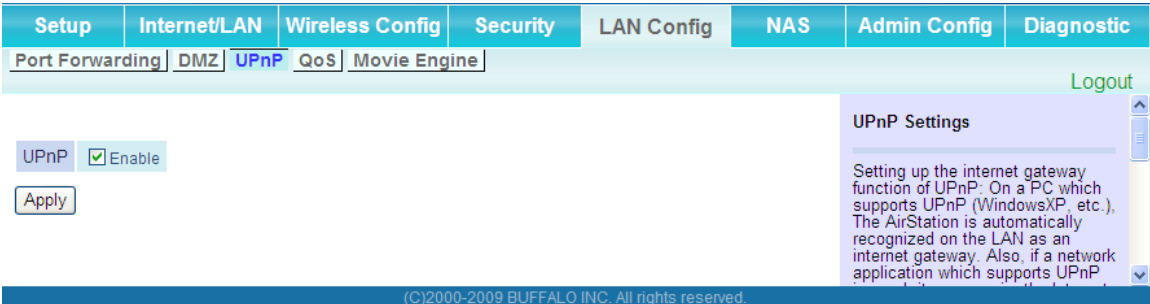 Setup Internet/LAN Wireless Config Security LAN Config NAS Admin Config Diagnostic
Port Forwarding DMZ UPnP QoS Movie Engine
Logout
UPnP Enable
Apply
UPnP Settings
Setting up the internet gateway
function of UPnP: On a PC which
supports UPnP (WindowsXP, etc.),
The AirStation is automatically
recognized on the LAN as an
internet gateway. Also, if a network
application which supports UPnP
(C)2000-2009 BUFFALO INC. All rights reserved.